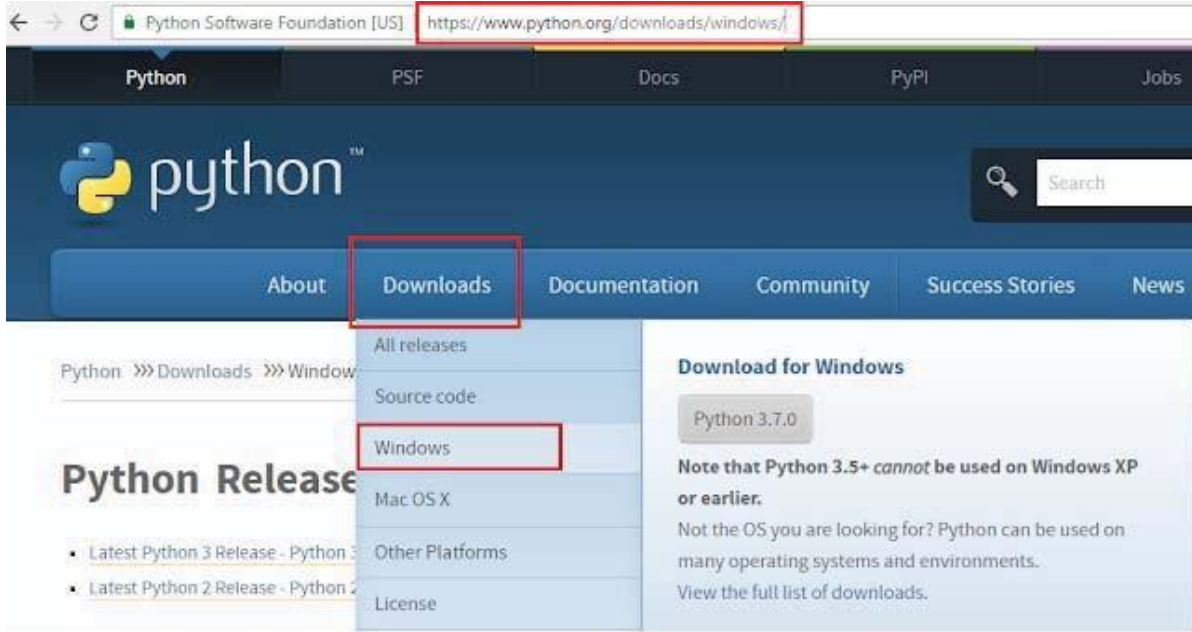 Python Software Foundation [US] https://www.python.org/downloads/windows/
Python PSF Docs PyPI Jobs
python™
Search
About Downloads Documentation Community Success Stories News
Python >>> Downloads >>> Window
Python Release
Latest Python 3 Release - Python 3
Latest Python 2 Release - Python 2
All releases
Source code
Windows
Mac OS X
Other Platforms
License
Download for Windows
Python 3.7.0
Note that Python 3.5+ cannot be used on Windows XP
or earlier.
Not the OS you are looking for? Python can be used on
many operating systems and environments.
View the full list of downloads.